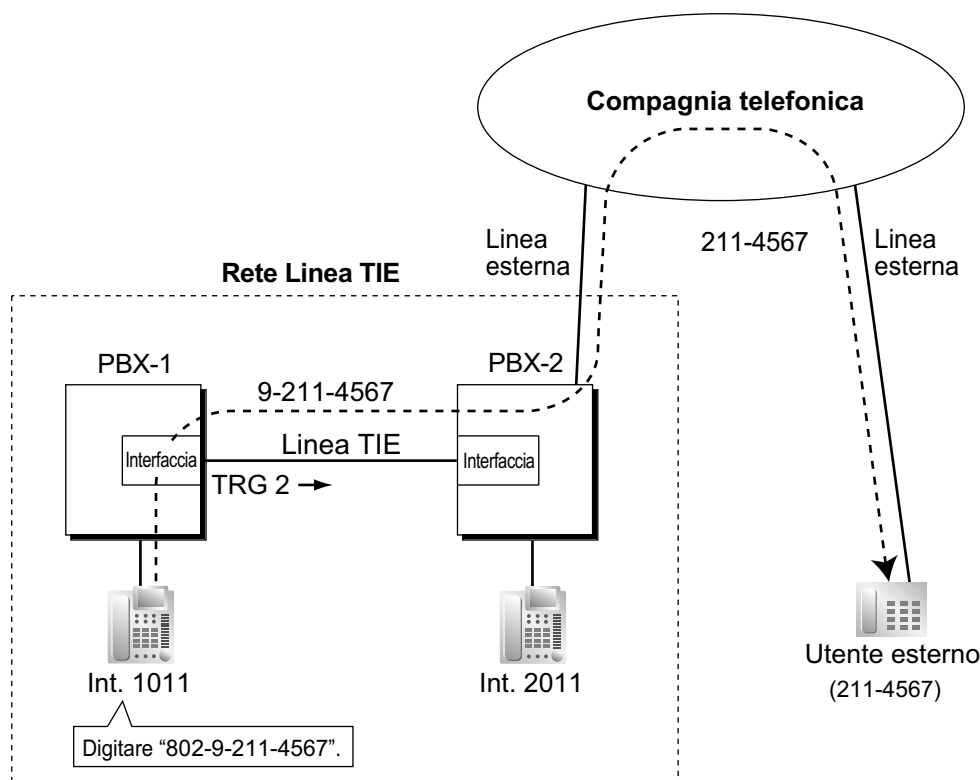 Compagnia telefonica
Linea
esterna
211-4567
Linea
esterna
Rete Linea TIE
PBX-1
PBX-2
9-211-4567
Interfaccia
Linea TIE
Interfaccia
TRG 2
Int. 1011
Int. 2011
Utente esterno
(211-4567)
Digitare “802-9-211-4567”.